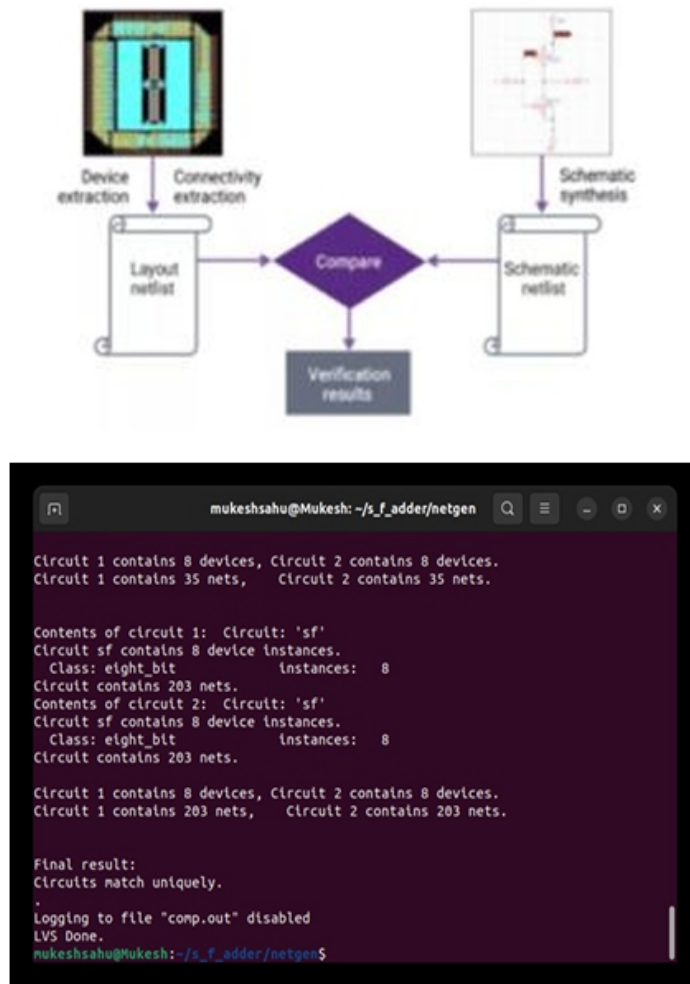 Device
extraction
Connectivity
extraction
Schematic
synthesis
Layout
netlist
Compare
Schematic
netlist
Verification
results
mukeshsahu@Mukesh: ~/s_f_adder/netgen
Circuit 1 contains 8 devices, Circuit 2 contains 8 devices.
Circuit 1 contains 35 nets,    Circuit 2 contains 35 nets.
Contents of circuit 1:  Circuit: 'sf'
Circuit sf contains 8 device instances.
  Class: eight_bit             instances:   8
Circuit contains 203 nets.
Contents of circuit 2:  Circuit: 'sf'
Circuit sf contains 8 device instances.
  Class: eight_bit             instances:   8
Circuit contains 203 nets.
Circuit 1 contains 8 devices, Circuit 2 contains 8 devices.
Circuit 1 contains 203 nets,    Circuit 2 contains 203 nets.
Final result:
Circuits match uniquely.
.
Logging to file "comp.out" disabled
LVS Done.
mukeshsahu@Mukesh:~/s_f_adder/netgen$